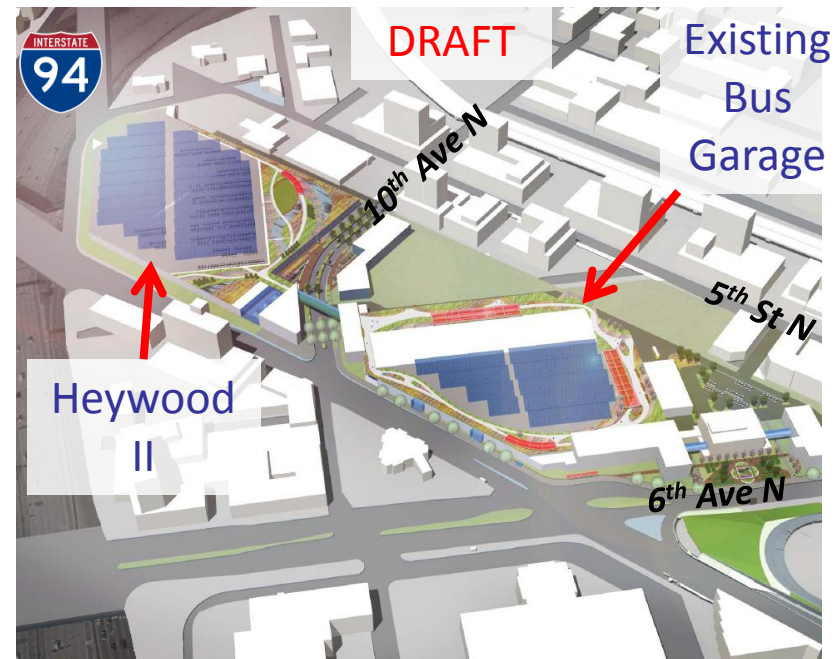 INTERSTATE
94
DRAFT
Existing
Bus
Garage
10th Ave N
5th St N
Heywood
II
6th Ave N